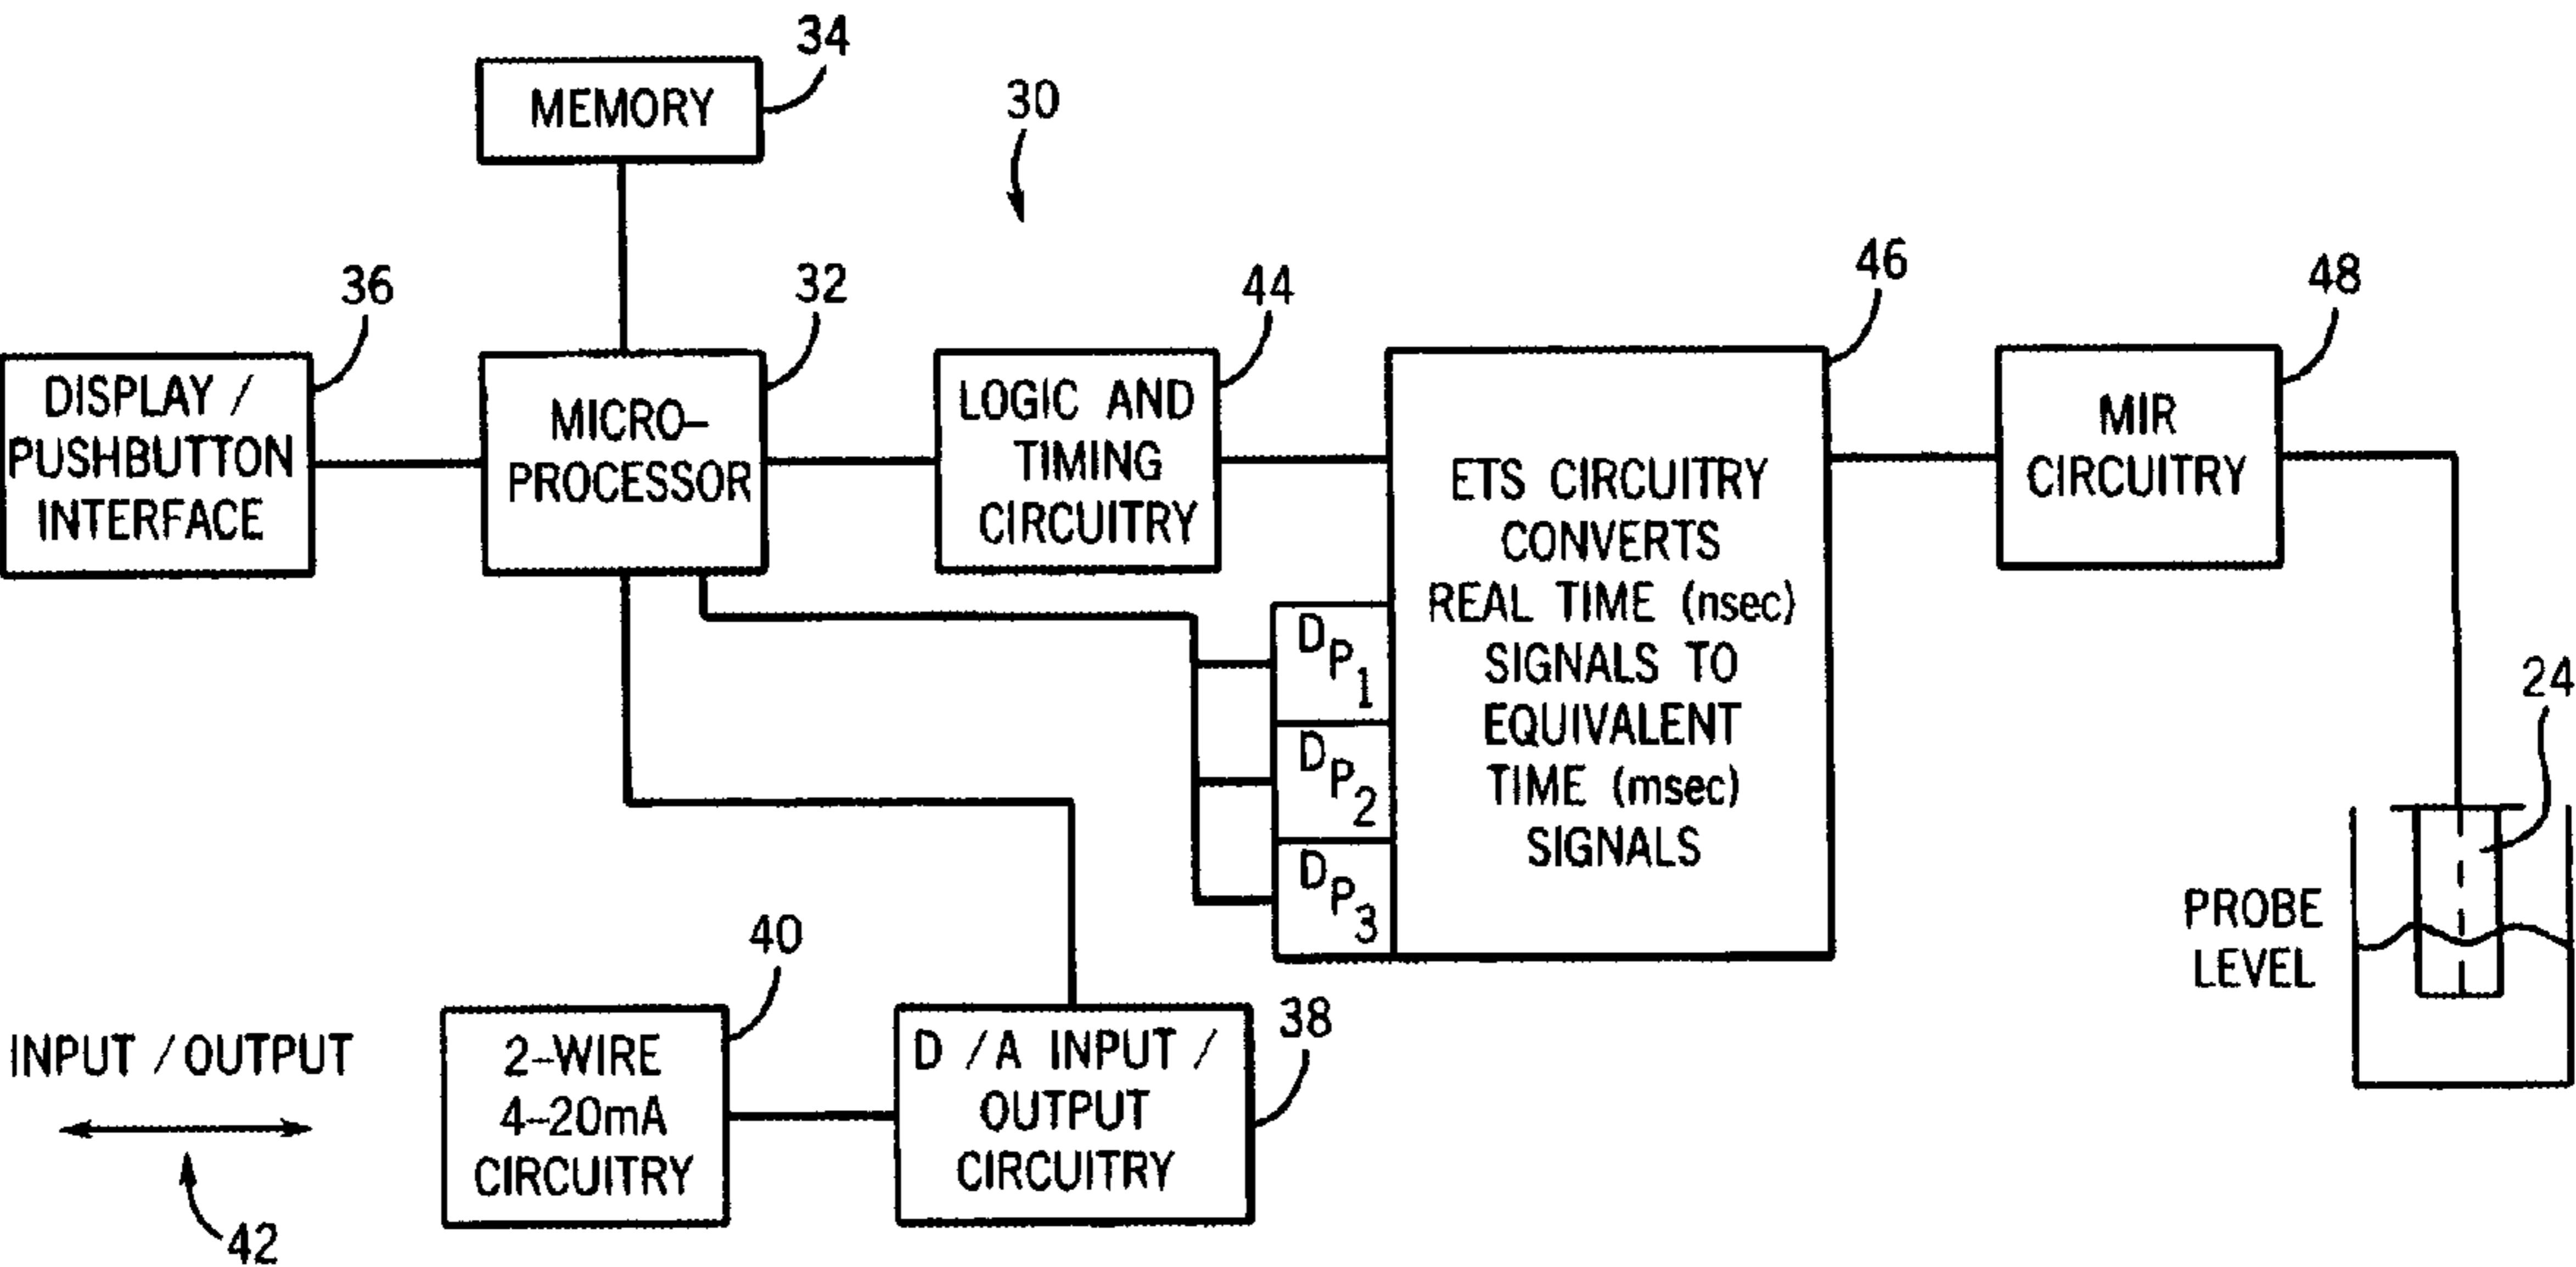 34
MEMORY
30
36
32
44
46
48
DISPLAY /
PUSHBUTTON
INTERFACE
MICRO-
PROCESSOR
LOGIC AND
TIMING
CIRCUITRY
ETS CIRCUITRY
CONVERTS
REAL TIME (nsec)
SIGNALS TO
EQUIVALENT
TIME (msec)
SIGNALS
MIR
CIRCUITRY
DP1
DP2
DP3
24
PROBE
LEVEL
40
38
INPUT / OUTPUT
42
2-WIRE
4-20mA
CIRCUITRY
D / A INPUT /
OUTPUT
CIRCUITRY